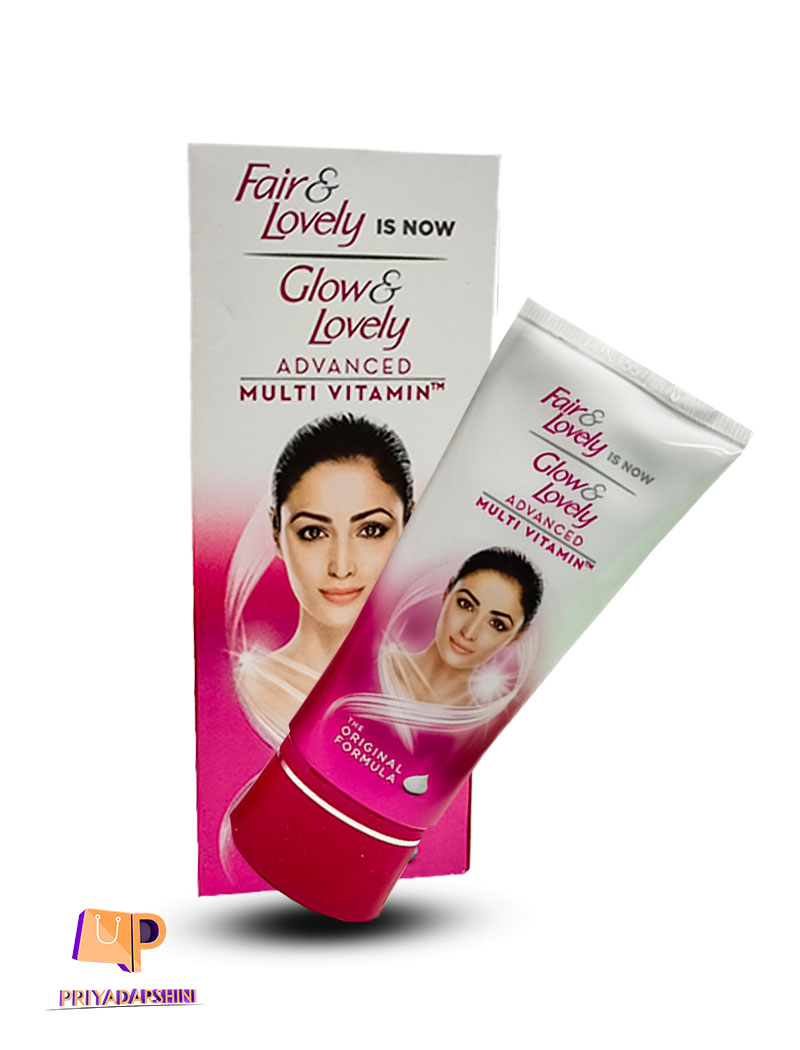 Fair &
Lovely IS NOW
Glow &
Lovely
ADVANCED
MULTI VITAMIN™
Fair &
Lovely IS NOW
Glow &
Lovely
ADVANCED
MULTI VITAMIN™
THE
ORIGINAL
FORMULA
UP
PRIYADARSHINI